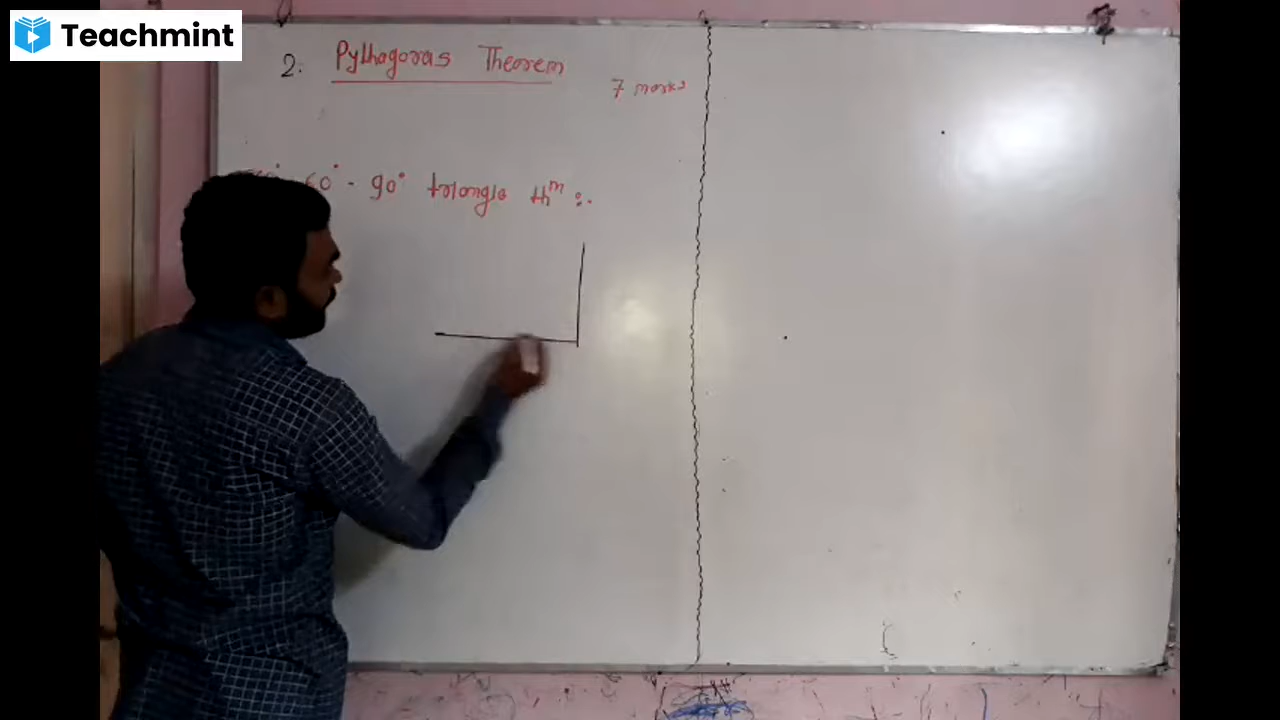 Teachmint
2. Pythagoras Theorem
7 marks
60° - 90° triangle thm :-